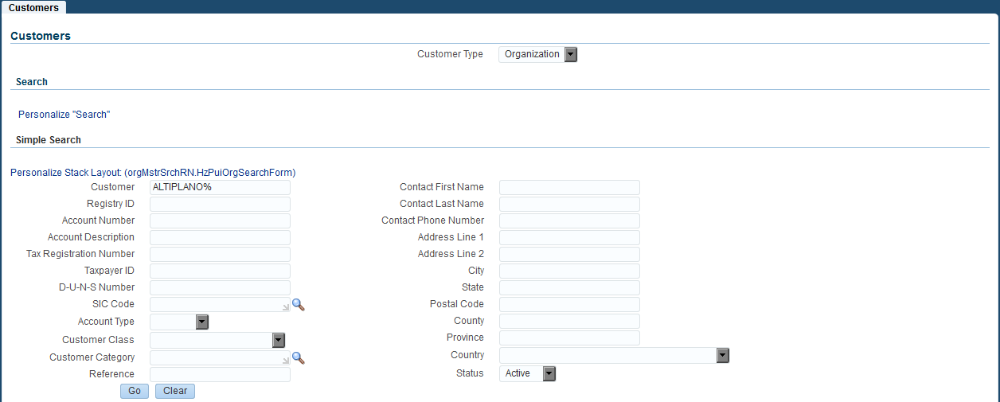 Customers
Customers
Customer Type Organization
Search
Personalize "Search"
Simple Search
Personalize Stack Layout: (orgMstrSrchRN.HzPuiOrgSearchForm)
Customer ALTIPLANO% Contact First Name
Registry ID Contact Last Name
Account Number Contact Phone Number
Account Description Address Line 1
Tax Registration Number Address Line 2
Taxpayer ID City
D-U-N-S Number State
SIC Code Postal Code
Account Type County
Customer Class Province
Customer Category Country
Reference Status Active
Go Clear